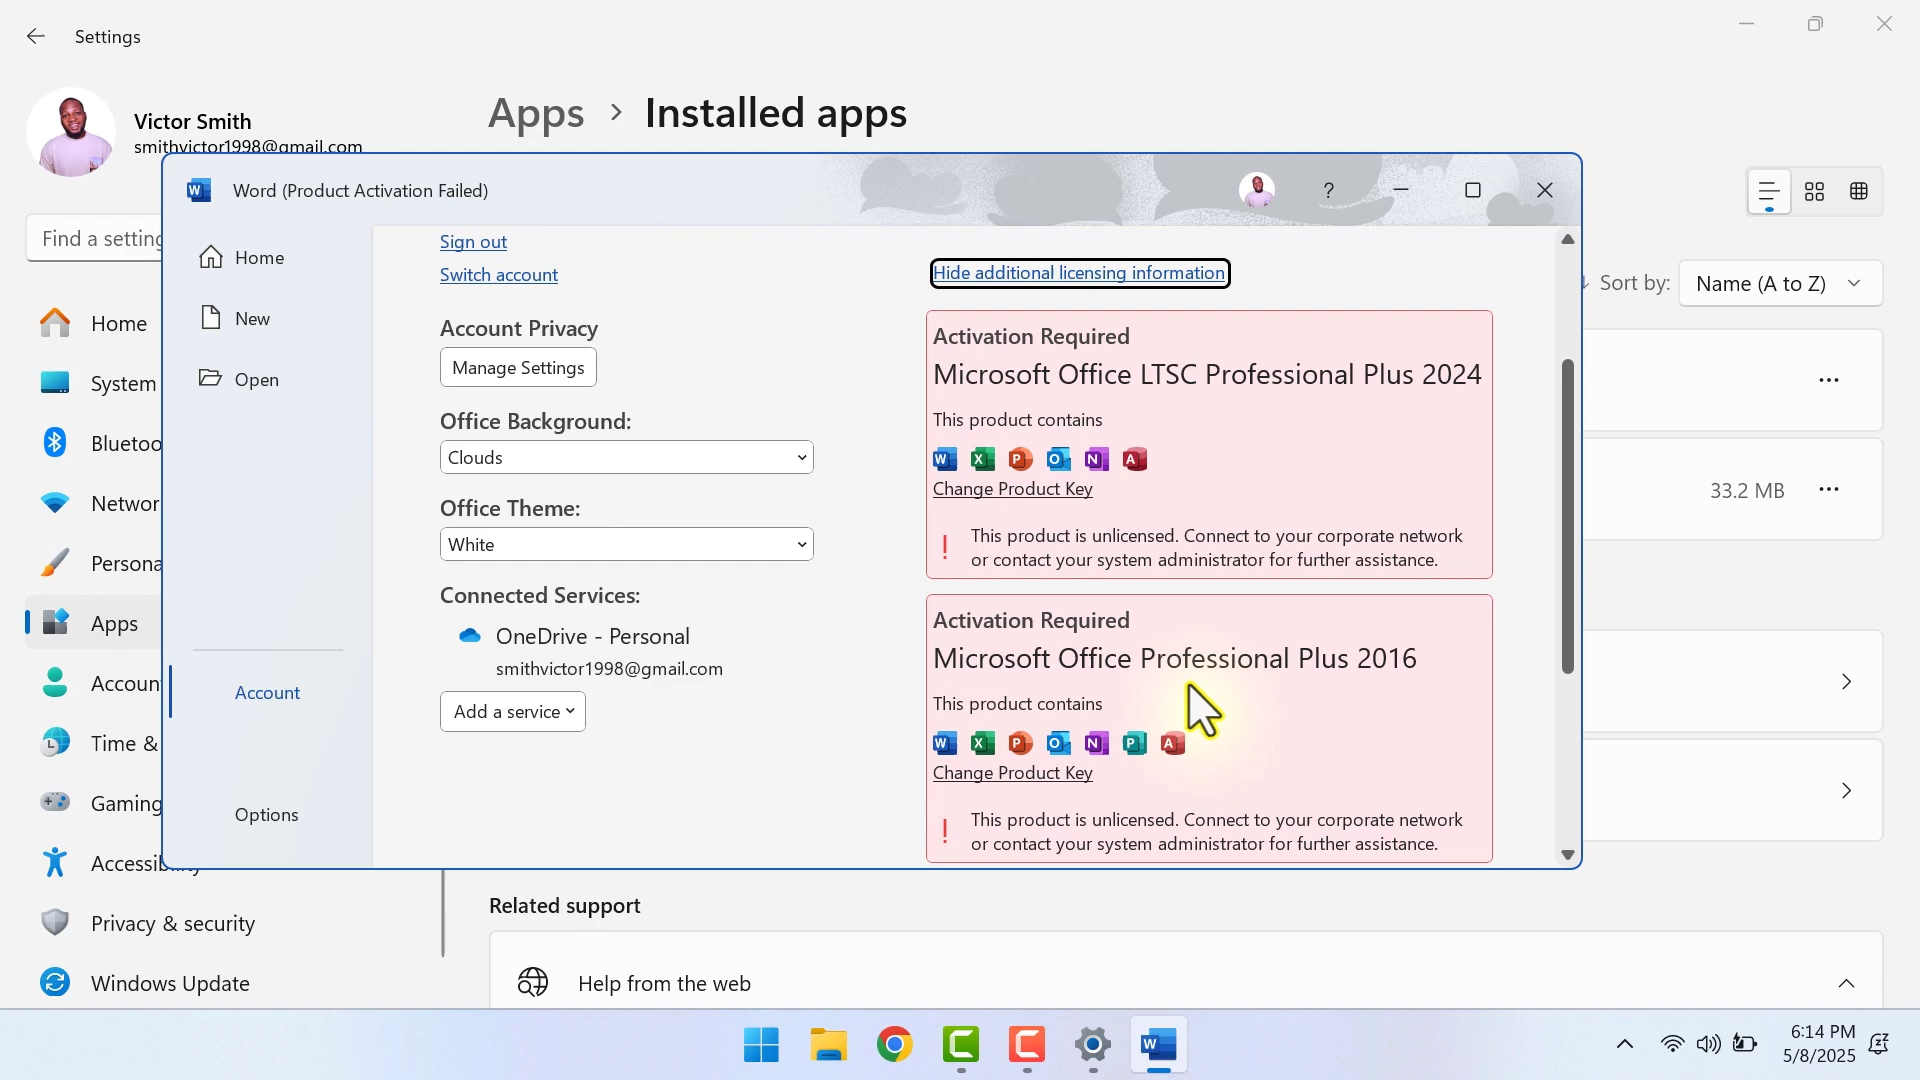 Settings
Victor Smith
smithvictor1998@gmail.com
Find a setting
Home
System
Bluetoo
Networ
Persona
Apps
Accoun
Time &
Gaming
Accessibility
Privacy & security
Windows Update
Apps > Installed apps
Sort by: Name (A to Z)
33.2 MB
Word (Product Activation Failed)
?
Home
New
Open
Account
Options
Sign out
Switch account
Account Privacy
Manage Settings
Office Background:
Clouds
Office Theme:
White
Connected Services:
OneDrive - Personal
smithvictor1998@gmail.com
Add a service
Hide additional licensing information
Activation Required
Microsoft Office LTSC Professional Plus 2024
This product contains
Change Product Key
! This product is unlicensed. Connect to your corporate network
or contact your system administrator for further assistance.
Activation Required
Microsoft Office Professional Plus 2016
This product contains
Change Product Key
! This product is unlicensed. Connect to your corporate network
or contact your system administrator for further assistance.
Related support
Help from the web
6:14 PM
5/8/2025